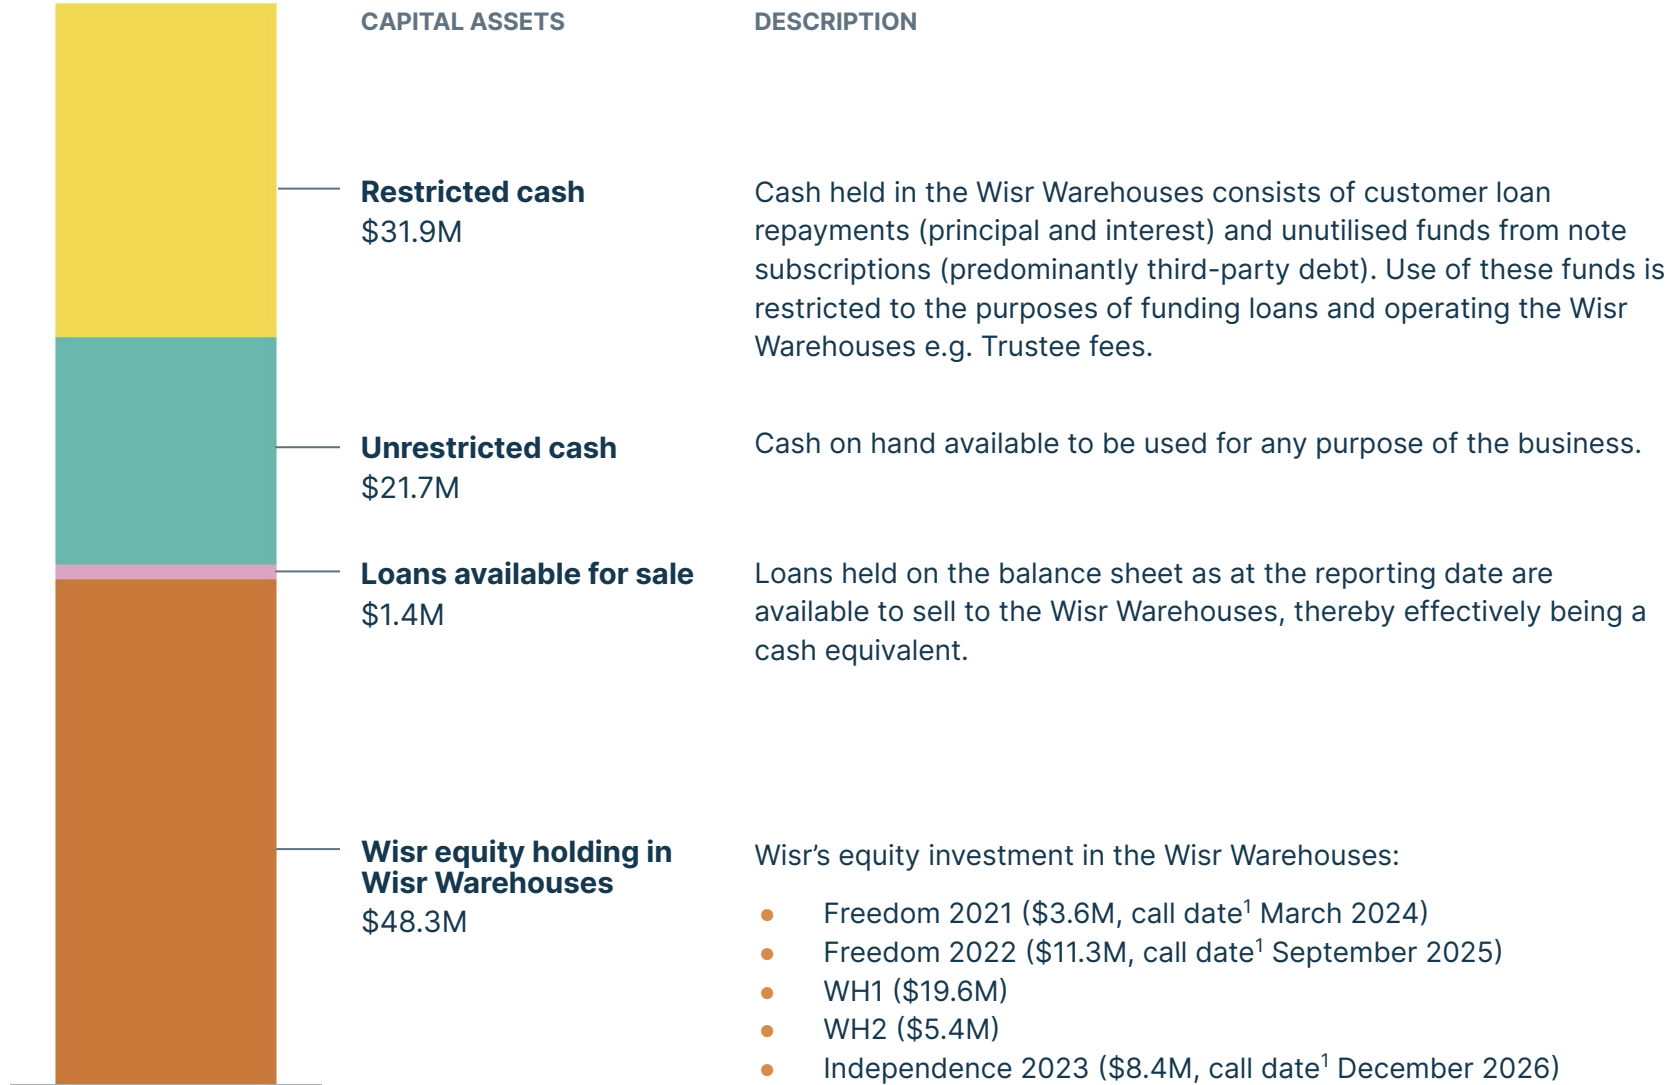 CAPITAL ASSETS
DESCRIPTION
Restricted cash
$31.9M
Cash held in the Wisr Warehouses consists of customer loan
repayments (principal and interest) and unutilised funds from note
subscriptions (predominantly third-party debt). Use of these funds is
restricted to the purposes of funding loans and operating the Wisr
Warehouses e.g. Trustee fees.
Unrestricted cash
$21.7M
Cash on hand available to be used for any purpose of the business.
Loans available for sale
$1.4M
Loans held on the balance sheet as at the reporting date are
available to sell to the Wisr Warehouses, thereby effectively being a
cash equivalent.
Wisr equity holding in
Wisr Warehouses
$48.3M
Wisr’s equity investment in the Wisr Warehouses:
• Freedom 2021 ($3.6M, call date¹ March 2024)
• Freedom 2022 ($11.3M, call date¹ September 2025)
• WH1 ($19.6M)
• WH2 ($5.4M)
• Independence 2023 ($8.4M, call date¹ December 2026)